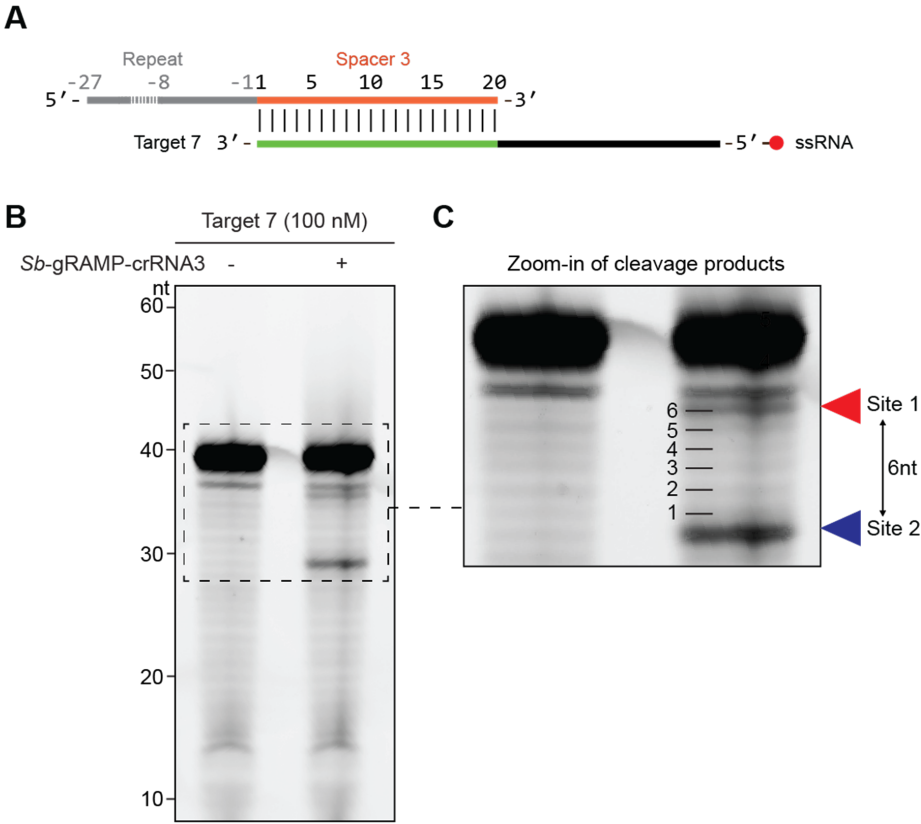 A
Repeat Spacer 3
-27 -8 -1 1 5 10 15 20
5′- -3′
Target 7 3′- -5′- ssRNA
B
Target 7 (100 nM)
Sb-gRAMP-crRNA3 - +
nt
60
50
40
30
20
10
C
Zoom-in of cleavage products
6
5
4
3
2
1
Site 1
6nt
Site 2